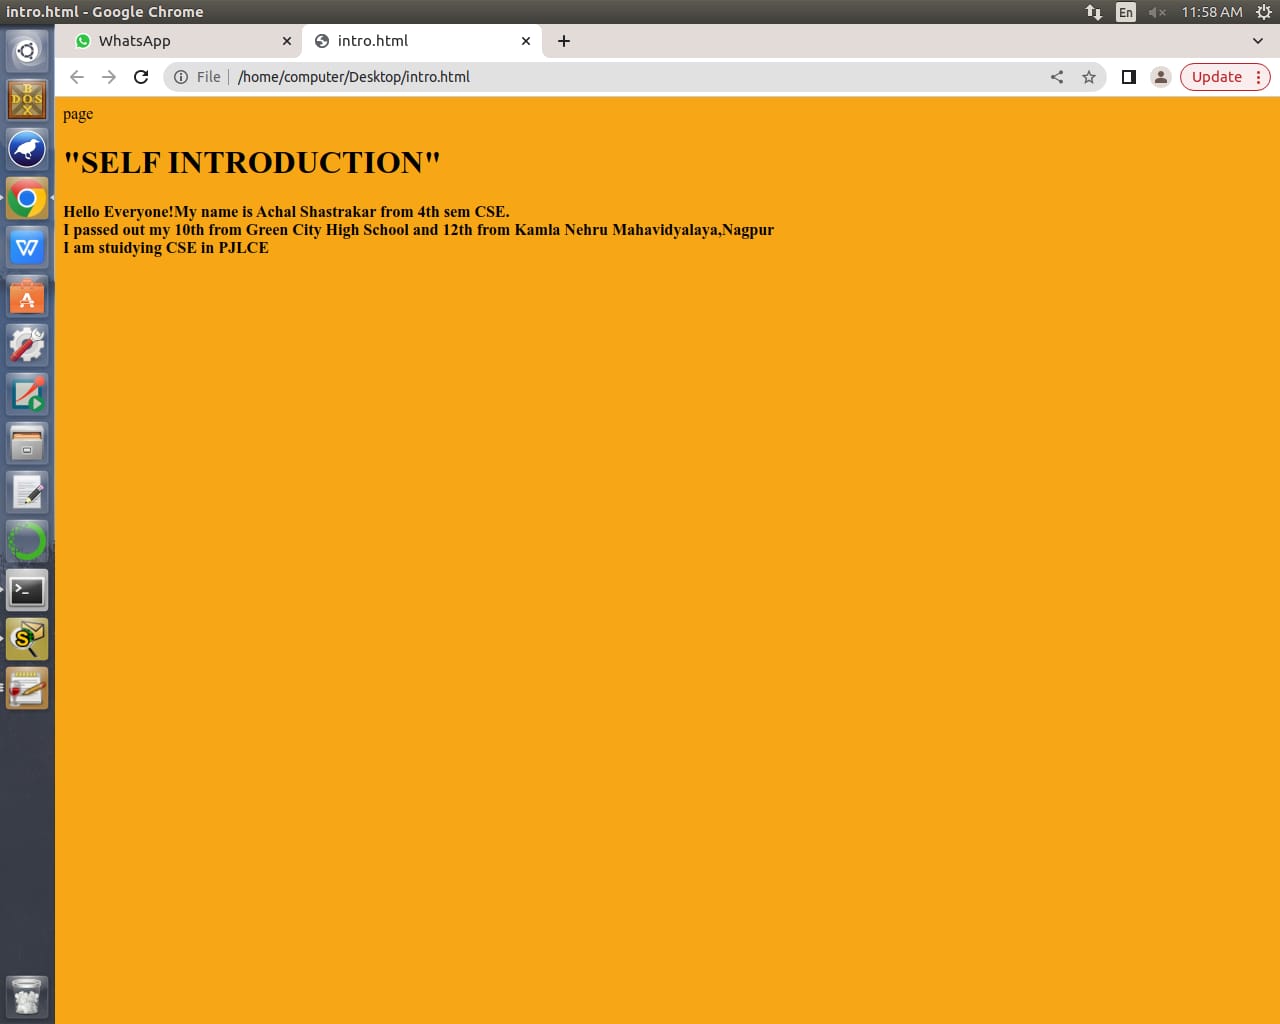 intro.html - Google Chrome
En
11:58 AM
WhatsApp
intro.html
File
/home/computer/Desktop/intro.html
Update
page
"SELF INTRODUCTION"
Hello Everyone!My name is Achal Shastrakar from 4th sem CSE.
I passed out my 10th from Green City High School and 12th from Kamla Nehru Mahavidyalaya,Nagpur
I am stuidying CSE in PJLCE
DOS
BOX
W
A
>_
S